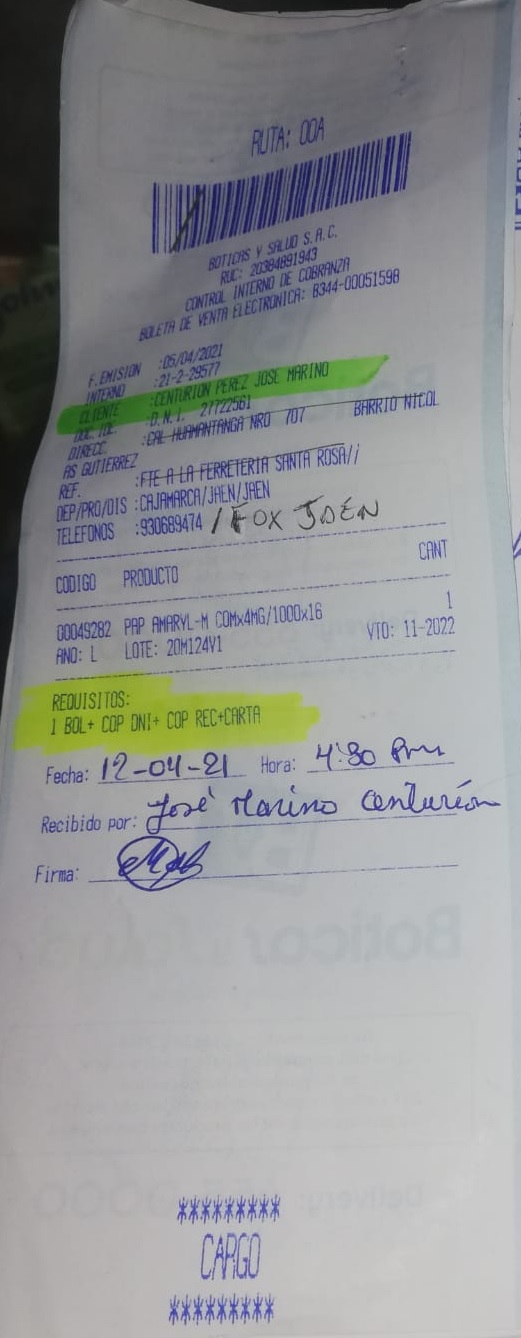 RUTA: 00A
BOTICAS Y SALUD S.A.C.
RUC: 20384891943
CONTROL INTERNO DE COBRANZA
BOLETA DE VENTA ELECTRONICA: B344-00051598
F.EMISION :05/04/2021
INTERNO :21-2-29577
CLIENTE :CENTURION PEREZ JOSE MARINO
DOC. IDE. :D.N.I. 27722561
DIRECC :CAL HUAMANTANGA NRO 707 BARRIO NICOL
AS GUTIERREZ
REF. :FTE A LA FERRETERIA SANTA ROSA//
DEP/PRO/DIS :CAJAMARCA/JAEN/JAEN
TELEFONOS :930689474 / FOX JAEN
CODIGO PRODUCTO CANT
00049282 PAP AMARYL-M COMx4MG/1000x16 1
ANO: L LOTE: 20M124V1 VTO: 11-2022
REQUISITOS:
1 BOL+ COP DNI+ COP REC+CARTA
Fecha: 12-04-21 Hora: 4:30 Pm
Recibido por: José Marino Centurión
Firma:
*********
CARGO
*********